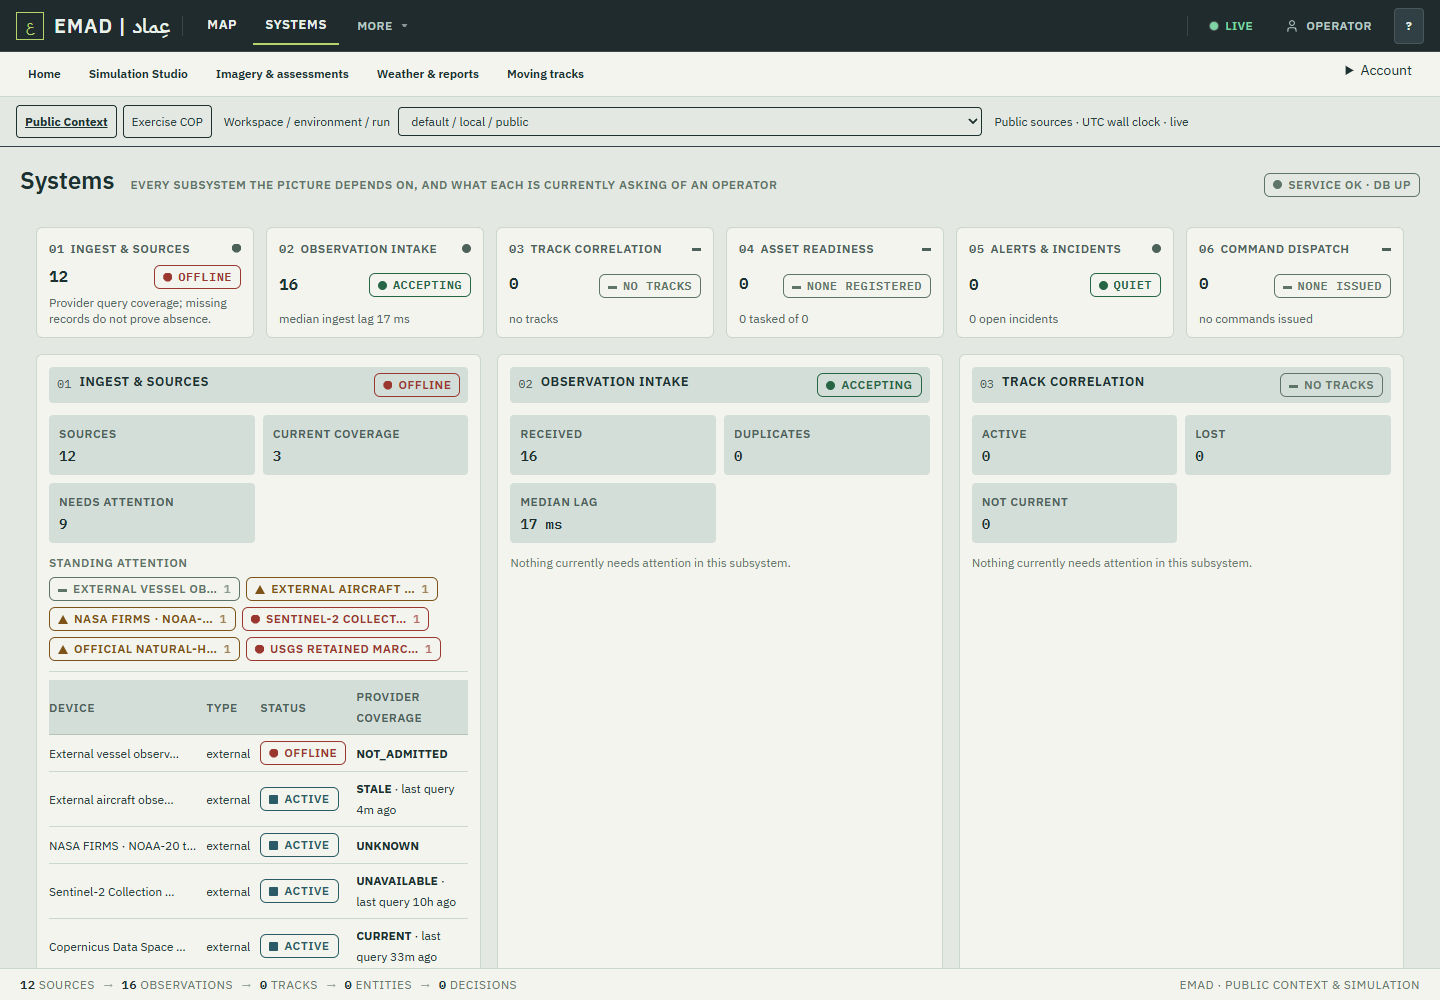 ع EMAD | عِماد MAP SYSTEMS MORE LIVE OPERATOR ?
Home Simulation Studio Imagery & assessments Weather & reports Moving tracks Account
Public Context Exercise COP Workspace / environment / run default / local / public Public sources · UTC wall clock · live
Systems EVERY SUBSYSTEM THE PICTURE DEPENDS ON, AND WHAT EACH IS CURRENTLY ASKING OF AN OPERATOR SERVICE OK · DB UP
01 INGEST & SOURCES
12 OFFLINE
Provider query coverage; missing
records do not prove absence.
02 OBSERVATION INTAKE
16 ACCEPTING
median ingest lag 17 ms
03 TRACK CORRELATION
0 NO TRACKS
no tracks
04 ASSET READINESS
0 NONE REGISTERED
0 tasked of 0
05 ALERTS & INCIDENTS
0 QUIET
0 open incidents
06 COMMAND DISPATCH
0 NONE ISSUED
no commands issued
01 INGEST & SOURCES OFFLINE
SOURCES
12
CURRENT COVERAGE
3
NEEDS ATTENTION
9
STANDING ATTENTION
EXTERNAL VESSEL OB... 1 EXTERNAL AIRCRAFT ... 1
NASA FIRMS · NOAA-... 1 SENTINEL-2 COLLECT... 1
OFFICIAL NATURAL-H... 1 USGS RETAINED MARC... 1
DEVICE TYPE STATUS PROVIDER COVERAGE
External vessel observ... external OFFLINE NOT_ADMITTED
External aircraft obse... external ACTIVE STALE · last query
4m ago
NASA FIRMS · NOAA-20 t... external ACTIVE UNKNOWN
Sentinel-2 Collection ... external ACTIVE UNAVAILABLE ·
last query 10h ago
Copernicus Data Space ... external ACTIVE CURRENT · last
query 33m ago
02 OBSERVATION INTAKE ACCEPTING
RECEIVED
16
DUPLICATES
0
MEDIAN LAG
17 ms
Nothing currently needs attention in this subsystem.
03 TRACK CORRELATION NO TRACKS
ACTIVE
0
LOST
0
NOT CURRENT
0
Nothing currently needs attention in this subsystem.
12 SOURCES → 16 OBSERVATIONS → 0 TRACKS → 0 ENTITIES → 0 DECISIONS EMAD · PUBLIC CONTEXT & SIMULATION